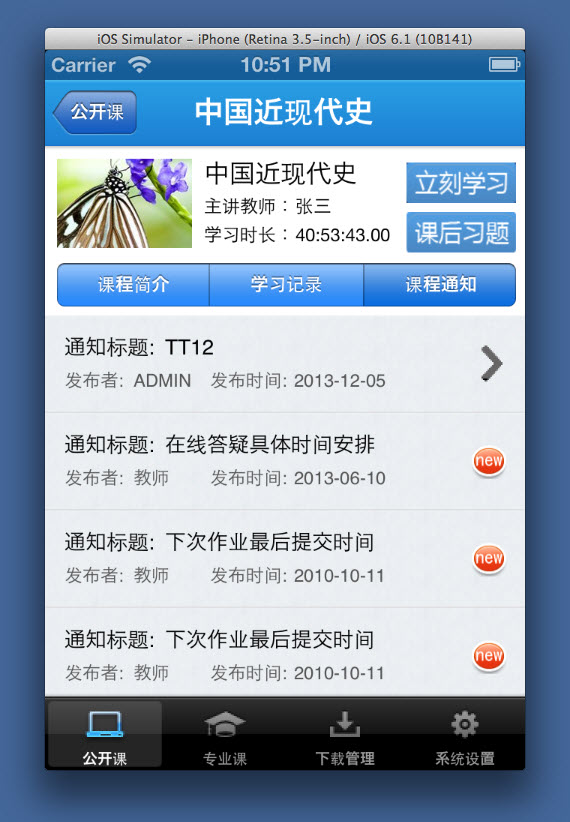 iOS Simulator - iPhone (Retina 3.5-inch) / iOS 6.1 (10B141)
Carrier 10:51 PM
公开课 中国近现代史
中国近现代史
立刻学习
主讲教师：张三
学习时长：40:53:43.00
课后习题
课程简介 学习记录 课程通知
通知标题: TT12
发布者: ADMIN 发布时间: 2013-12-05
通知标题: 在线答疑具体时间安排
发布者: 教师 发布时间: 2013-06-10
new
通知标题: 下次作业最后提交时间
发布者: 教师 发布时间: 2010-10-11
new
通知标题: 下次作业最后提交时间
发布者: 教师 发布时间: 2010-10-11
new
公开课 专业课 下载管理 系统设置